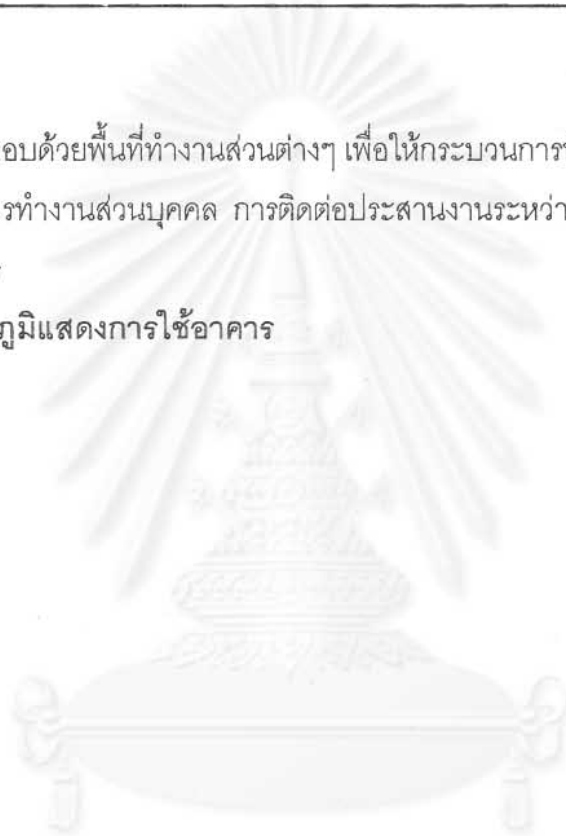 อบด้วยพื้นที่ทำงานส่วนต่างๆ เพื่อให้กระบวนการ
รทำงานส่วนบุคคล การติดต่อประสานงานระหว่า
ภูมิแสดงการใช้อาคาร